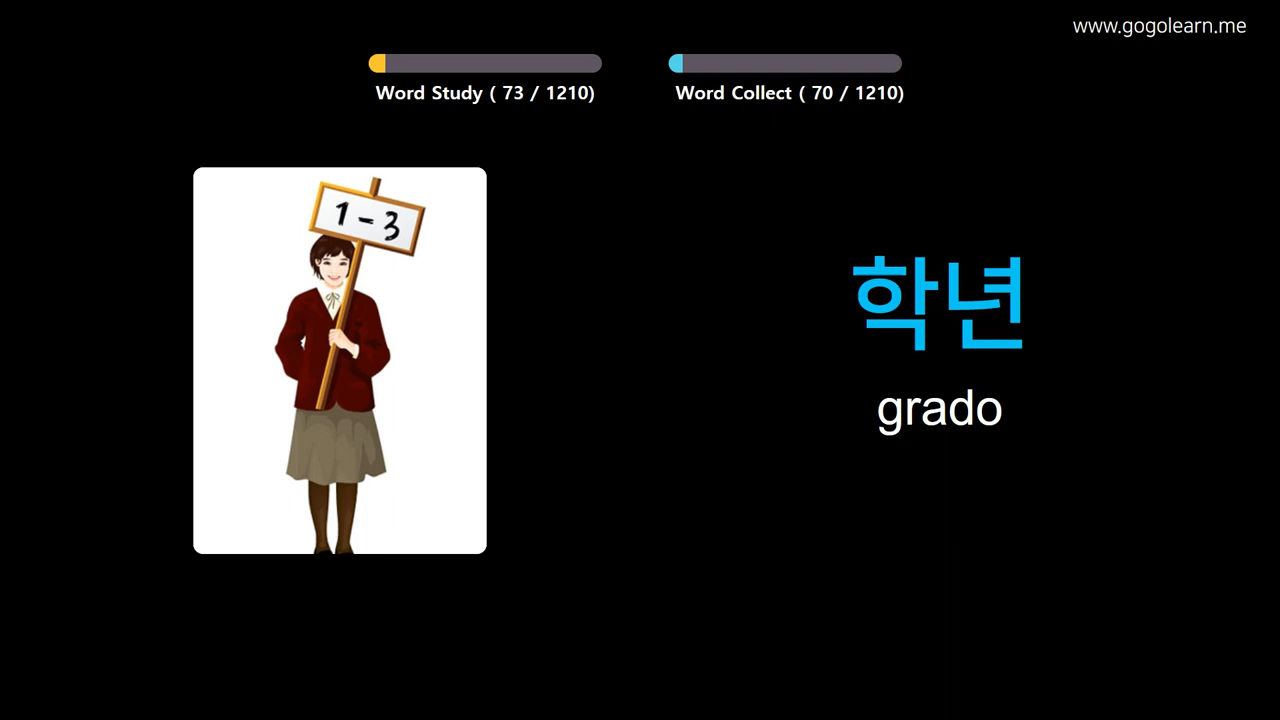 www.gogolearn.me
Word Study ( 73 / 1210)
Word Collect ( 70 / 1210)
1 - 3
학년
grado